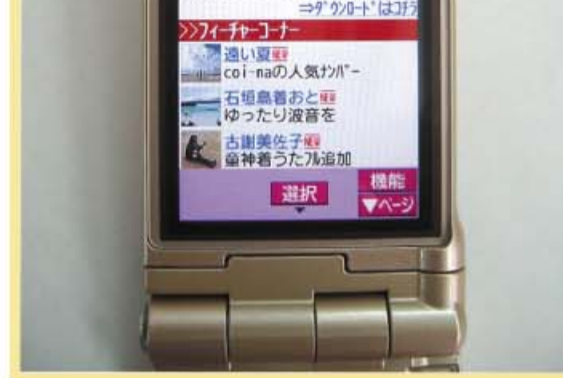 ⇒ﾀﾞｳﾝﾛｰﾄﾞはｺﾁﾗ
>>フィーチャーコーナー
遠い夏
coi-naの人気ﾅﾝﾊﾞｰ
石垣島着おと
ゆったり波音を
古謝美佐子
童神着うたﾌﾙ追加
選択
機能
▼ページ